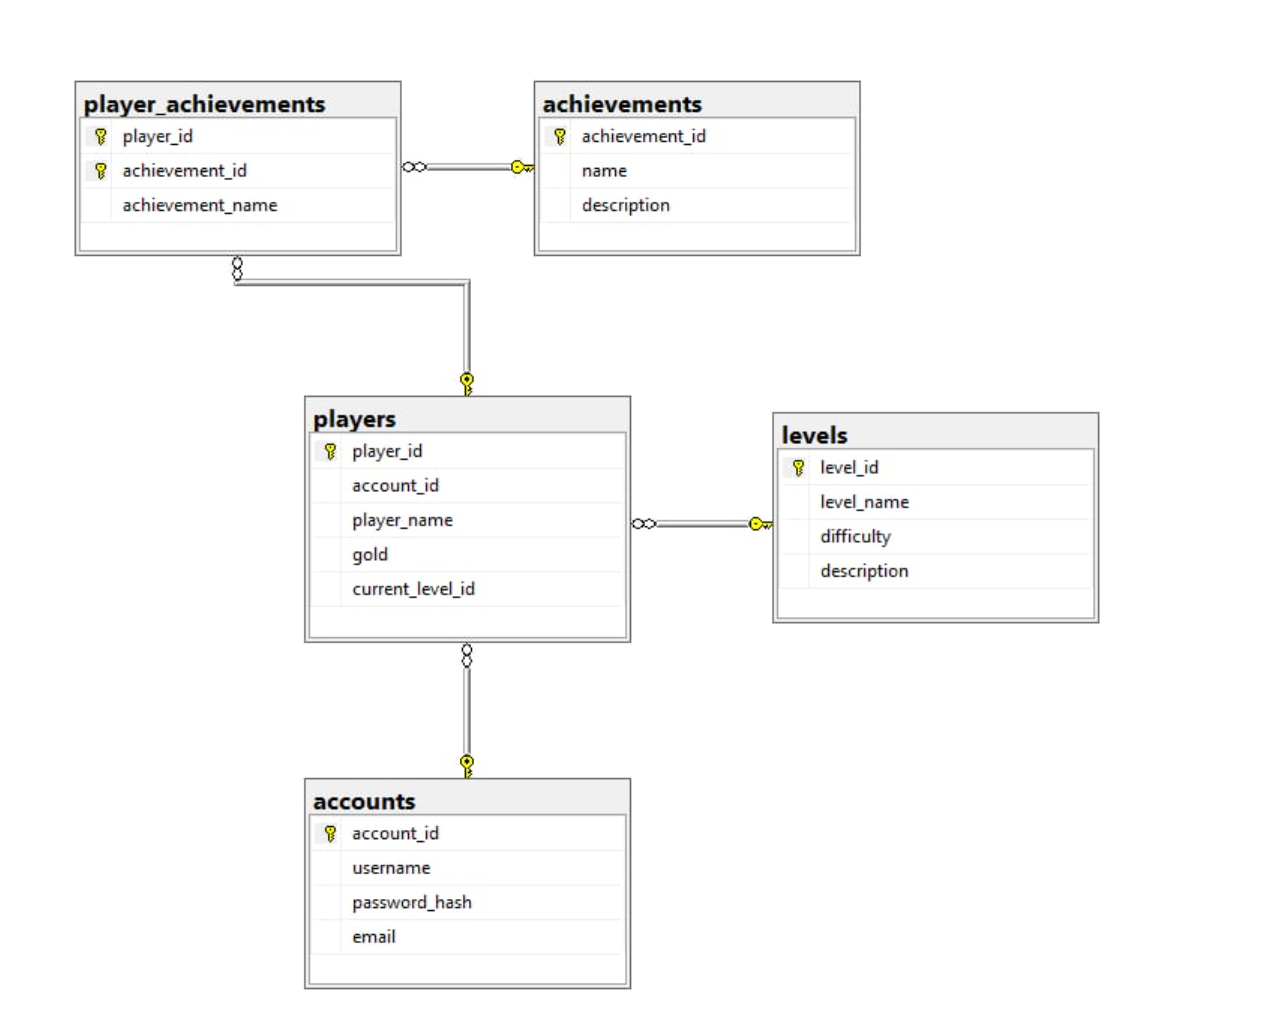 player_achievements
player_id
achievement_id
achievement_name
achievements
achievement_id
name
description
players
player_id
account_id
player_name
gold
current_level_id
levels
level_id
level_name
difficulty
description
accounts
account_id
username
password_hash
email